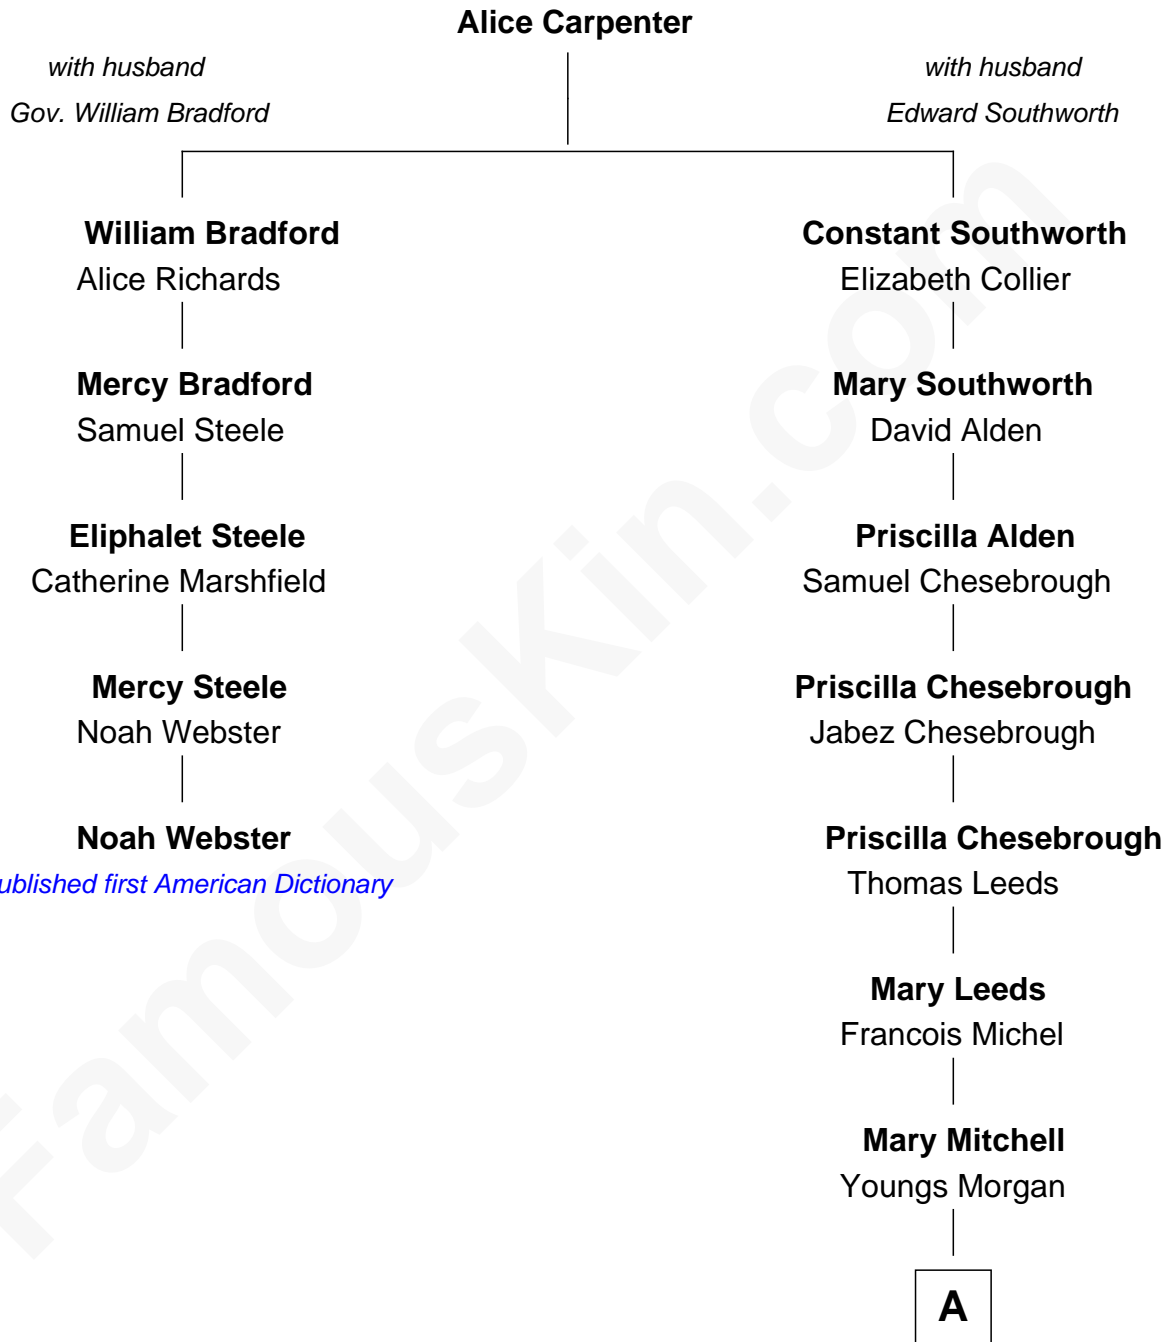 Alice Carpenter
with husband
Gov. William Bradford
with husband
Edward Southworth
William Bradford
Alice Richards
Mercy Bradford
Samuel Steele
Eliphalet Steele
Catherine Marshfield
Mercy Steele
Noah Webster
Noah Webster
ublished first American Dictionary
Constant Southworth
Elizabeth Collier
Mary Southworth
David Alden
Priscilla Alden
Samuel Chesebrough
Priscilla Chesebrough
Jabez Chesebrough
Priscilla Chesebrough
Thomas Leeds
Mary Leeds
Francois Michel
Mary Mitchell
Youngs Morgan
A
FamousKin.com